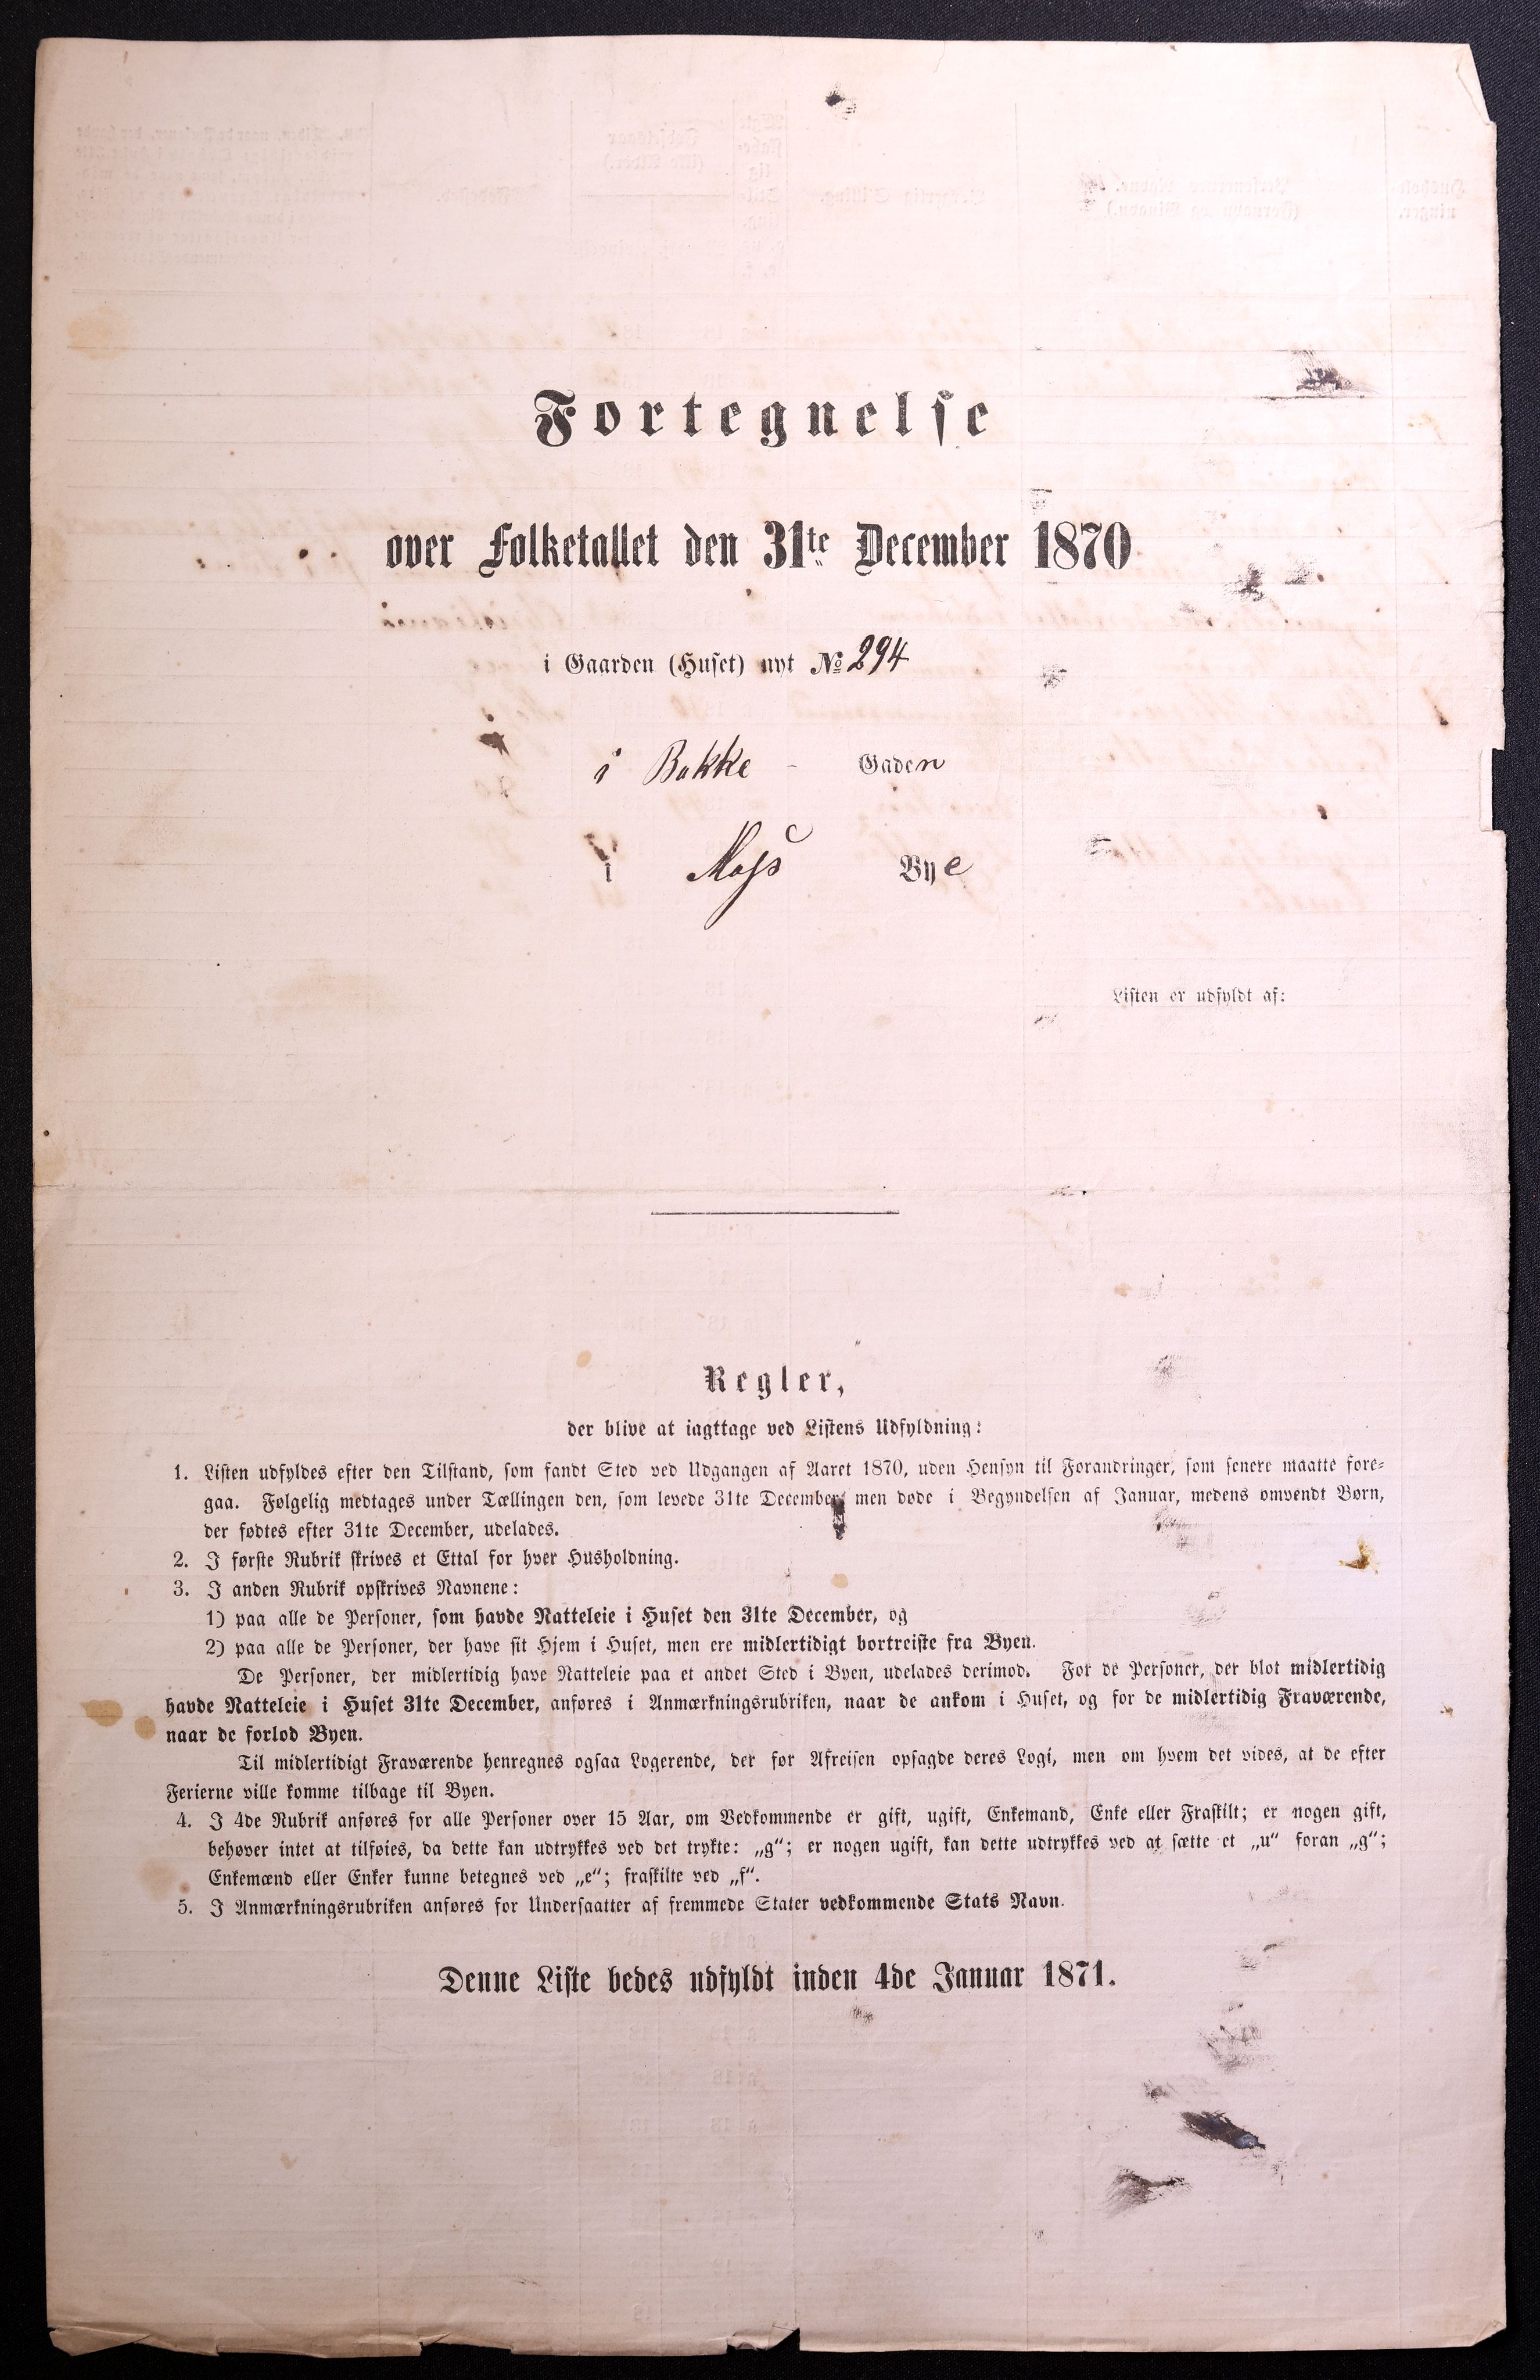 Fortegnelse
over Folketallet den 31te December 1870
i Gaarden (Huset) nyt No 294
i Bakke - Gaden
i Moss Bye
Listen er udfyldt af:
Regler,
der blive at iagttage ved Listens Udfyldning:
1. Listen udfyldes efter den Tilstand, som fandt Sted ved Udgangen af Aaret 1870, uden Hensyn til Forandringer, som senere maatte fore-
gaa. Følgelig medtages under Tællingen den, som levede 31te December, men døde i Begyndelsen af Januar, medens omvendt Børn,
der fødtes efter 31te December, udelades.
2. I første Rubrik skrives et Ettal for hver Husholdning.
3. I anden Rubrik opskrives Navnene:
1) paa alle de Personer, som havde Natteleie i Huset den 31te December, og
2) paa alle de Personer, der have sit Hjem i Huset, men ere midlertidigt bortreiste fra Byen.
De Personer, der midlertidig have Natteleie paa et andet Sted i Byen, udelades derimod. For de Personer, der blot midlertidig
havde Natteleie i Huset 31te December, anføres i Anmærkningsrubriken, naar de ankom i Huset, og for de midlertidig Fraværende,
naar de forlod Byen.
Til midlertidigt Fraværende henregnes ogsaa Logerende, der før Afreisen opsagde deres Logi, men om hvem det vides, at de efter
Ferierne ville komme tilbage til Byen.
4. I 4de Rubrik anføres for alle Personer over 15 Aar, om Vedkommende er gift, ugift, Enkemand, Enke eller Fraskilt; er nogen gift,
behøver intet at tilføies, da dette kan udtrykkes ved det trykte: „g“; er nogen ugift, kan dette udtrykkes ved at sætte et „u“ foran „g“;
Enkemænd eller Enker kunne betegnes ved „e“; fraskilte ved „f“.
5. I Anmærkningsrubriken anføres for Undersaatter af fremmede Stater vedkommende Stats Navn.
Denne Liste bedes udfyldt inden 4de Januar 1871.